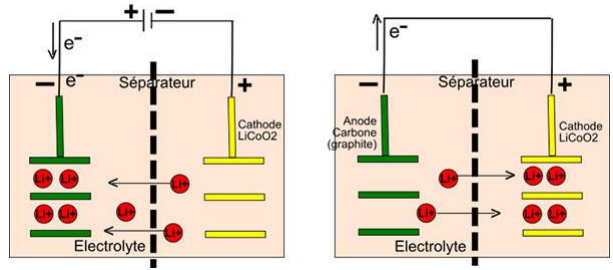 + −
e⁻
− e⁻ Séparateur +
Cathode
LiCoO2
Li+ Li+
Li+
Li+
Li+ Li+
Li+
Electrolyte
e⁻
− Séparateur +
Anode
Carbone
(graphite)
Cathode
LiCoO2
Li+
Li+ Li+
Li+
Li+ Li+
Electrolyte